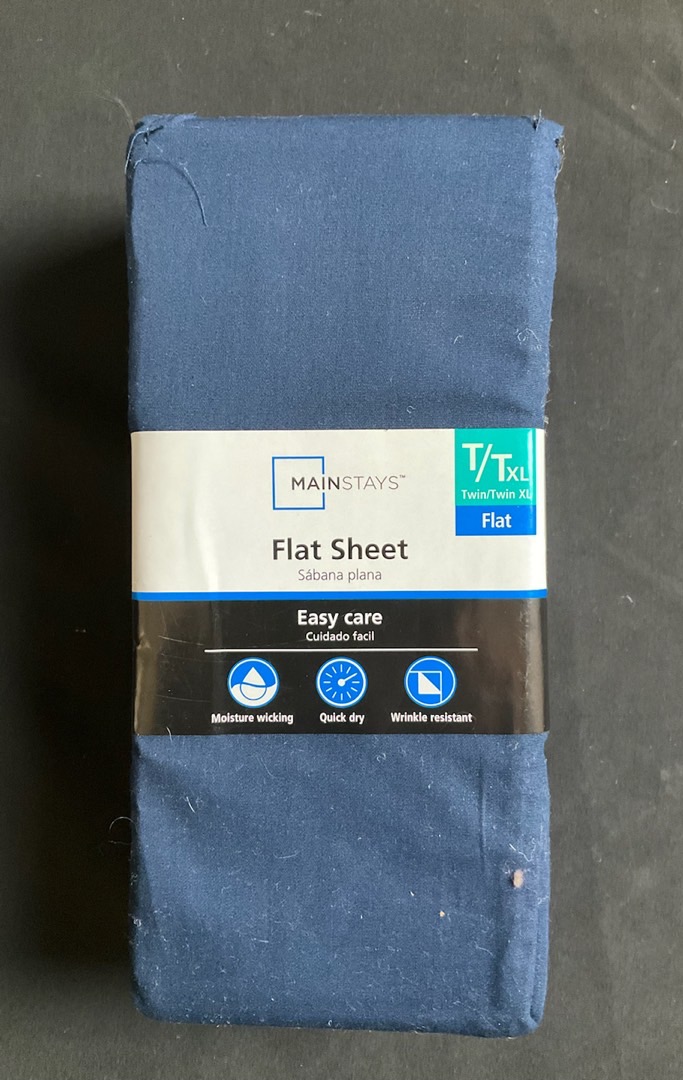 T/TXL
Twin/Twin XL
Flat
MAINSTAYS™
Flat Sheet
Sábana plana
Easy care
Cuidado facil
Moisture wicking
Quick dry
Wrinkle resistant